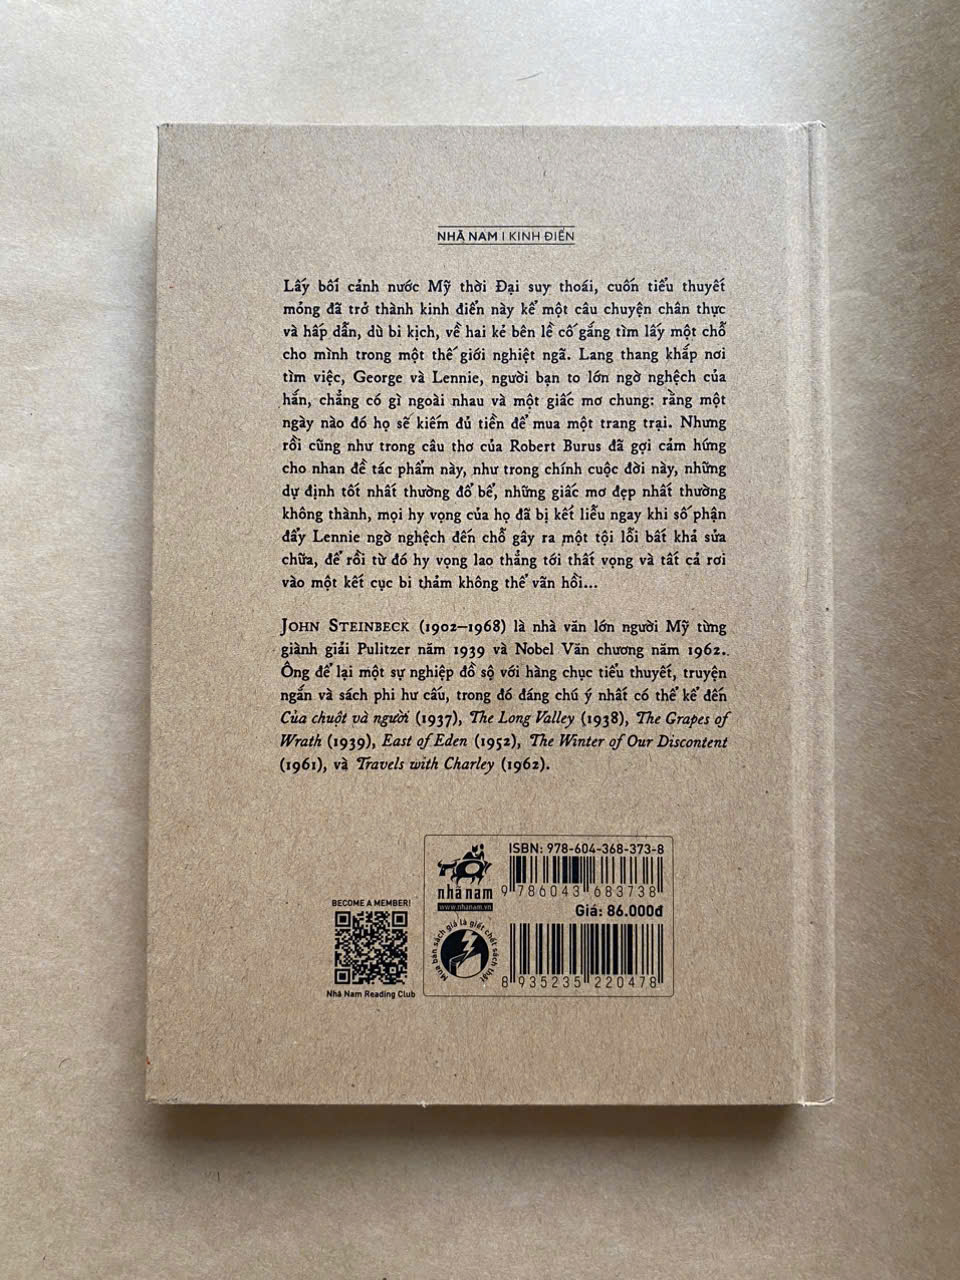 NHÃ NAM | KINH ĐIỂN
Lấy bối cảnh nước Mỹ thời Đại suy thoái, cuốn tiểu thuyết
mỏng đã trở thành kinh điển này kể một câu chuyện chân thực
và hấp dẫn, dù bi kịch, về hai kẻ bên lề cố gắng tìm lấy một chỗ
cho mình trong một thế giới nghiệt ngã. Lang thang khắp nơi
tìm việc, George và Lennie, người bạn to lớn ngờ nghệch của
hắn, chẳng có gì ngoài nhau và một giấc mơ chung: rằng một
ngày nào đó họ sẽ kiếm đủ tiền để mua một trang trại. Nhưng
rồi cũng như trong câu thơ của Robert Burus đã gợi cảm hứng
cho nhan đề tác phẩm này, như trong chính cuộc đời này, những
dự định tốt nhất thường đổ bể, những giấc mơ đẹp nhất thường
không thành, mọi hy vọng của họ đã bị kết liễu ngay khi số phận
đẩy Lennie ngờ nghệch đến chỗ gây ra một tội lỗi bất khả sửa
chữa, để rồi từ đó hy vọng lao thẳng tới thất vọng và tất cả rơi
vào một kết cục bi thảm không thể vãn hồi...
JOHN STEINBECK (1902–1968) là nhà văn lớn người Mỹ từng
giành giải Pulitzer năm 1939 và Nobel Văn chương năm 1962..
Ông để lại một sự nghiệp đồ sộ với hàng chục tiểu thuyết, truyện
ngắn và sách phi hư cấu, trong đó đáng chú ý nhất có thể kể đến
Của chuột và người (1937), The Long Valley (1938), The Grapes of
Wrath (1939), East of Eden (1952), The Winter of Our Discontent
(1961), và Travels with Charley (1962).
BECOME A MEMBER!
Nhã Nam Reading Club
nhã nam
www.nhanam.vn
Mua bán sách giả là giết chết sách thật
ISBN: 978-604-368-373-8
9 786043 683738
Giá: 86.000đ
8 935235 220478